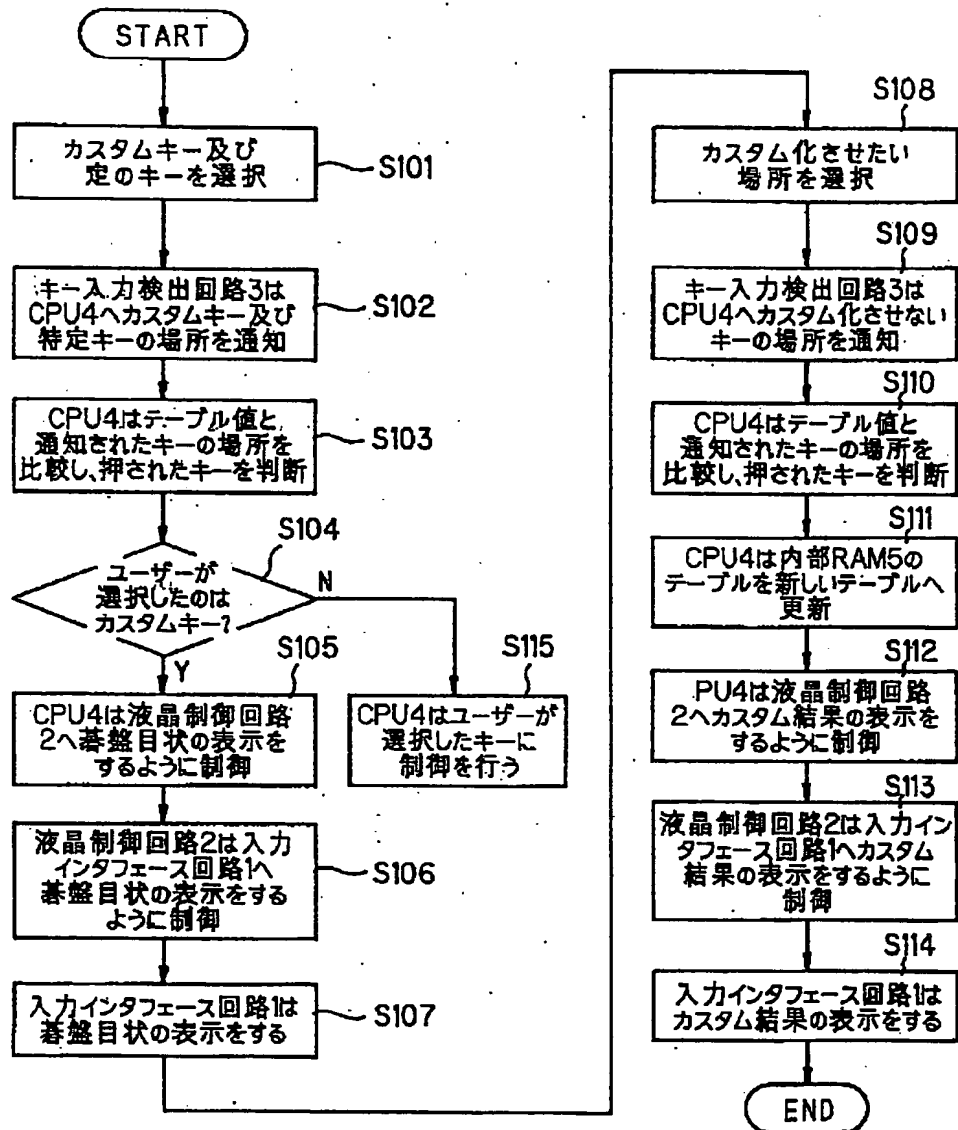 START
カスタムキー及び
定のキーを選択
S101
キー入力検出回路3は
CPU4へカスタムキー及び
特定キーの場所を通知
S102
CPU4はテーブル値と
通知されたキーの場所を
比較し、押されたキーを判断
S103
ユーザーが
選択したのは
カスタムキー?
S104
N
Y
S105
CPU4は液晶制御回路
2へ碁盤目状の表示を
するように制御
S115
CPU4はユーザーが
選択したキーに
制御を行う
液晶制御回路2は入力
インタフェース回路1へ
碁盤目状の表示をする
ように制御
S106
入力インタフェース回路1は
碁盤目状の表示をする
S107
S108
カスタム化させたい
場所を選択
S109
キー入力検出回路3は
CPU4へカスタム化させない
キーの場所を通知
S110
CPU4はテーブル値と
通知されたキーの場所を
比較し、押されたキーを判断
S111
CPU4は内部RAM5の
テーブルを新しいテーブルへ
更新
S112
PU4は液晶制御回路
2へカスタム結果の表示を
するように制御
S113
液晶制御回路2は入力イン
タフェース回路1へカスタム
結果の表示をするように
制御
S114
入力インタフェース回路1は
カスタム結果の表示をする
END